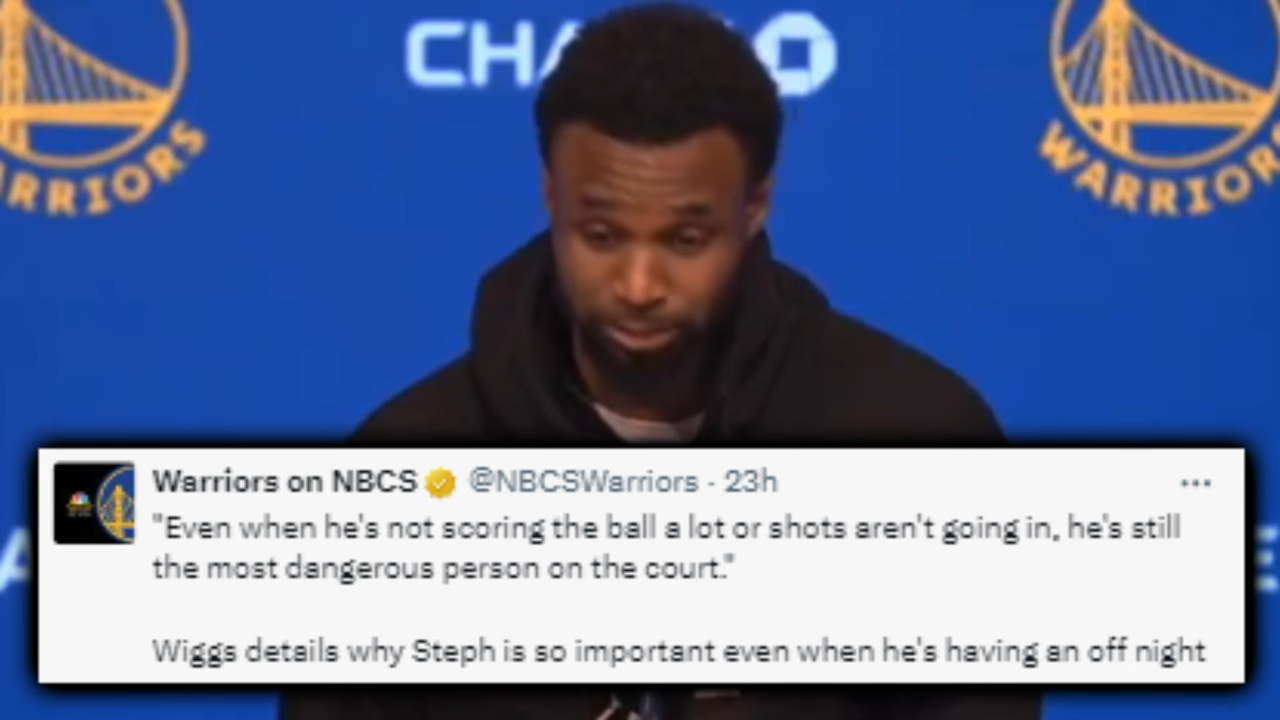 CHA
ARRIORS
WARRIORS
Warriors on NBCS @NBCSWarriors · 23h
"Even when he's not scoring the ball a lot or shots aren't going in, he's still
the most dangerous person on the court."
Wiggs details why Steph is so important even when he's having an off night